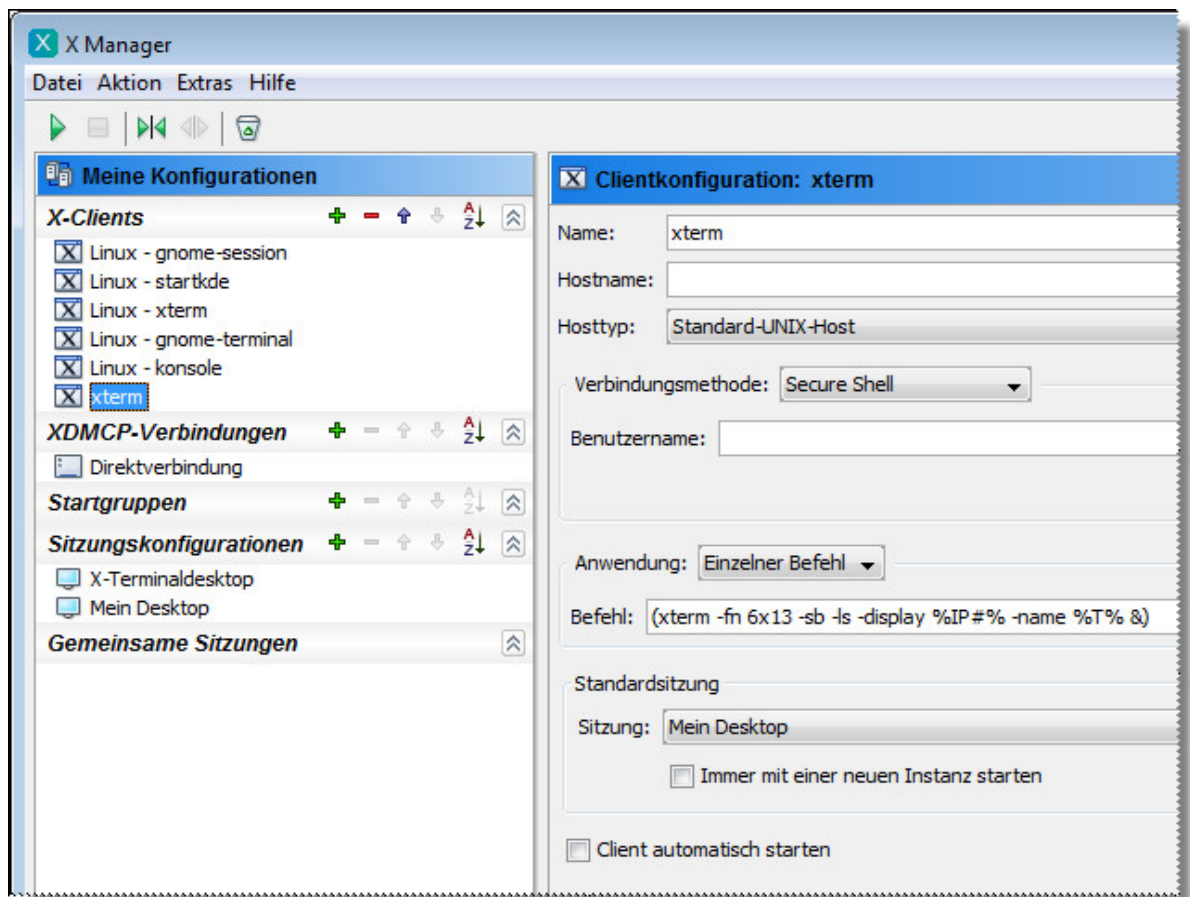 X Manager
Datei Aktion Extras Hilfe
Meine Konfigurationen
X-Clients
Linux - gnome-session
Linux - startkde
Linux - xterm
Linux - gnome-terminal
Linux - konsole
xterm
XDMCP-Verbindungen
Direktverbindung
Startgruppen
Sitzungskonfigurationen
X-Terminaldesktop
Mein Desktop
Gemeinsame Sitzungen
Clientkonfiguration: xterm
Name: xterm
Hostname:
Hosttyp: Standard-UNIX-Host
Verbindungsmethode: Secure Shell
Benutzername:
Anwendung: Einzelner Befehl
Befehl: (xterm -fn 6x13 -sb -ls -display %IP#% -name %T% &)
Standardsitzung
Sitzung: Mein Desktop
Immer mit einer neuen Instanz starten
Client automatisch starten